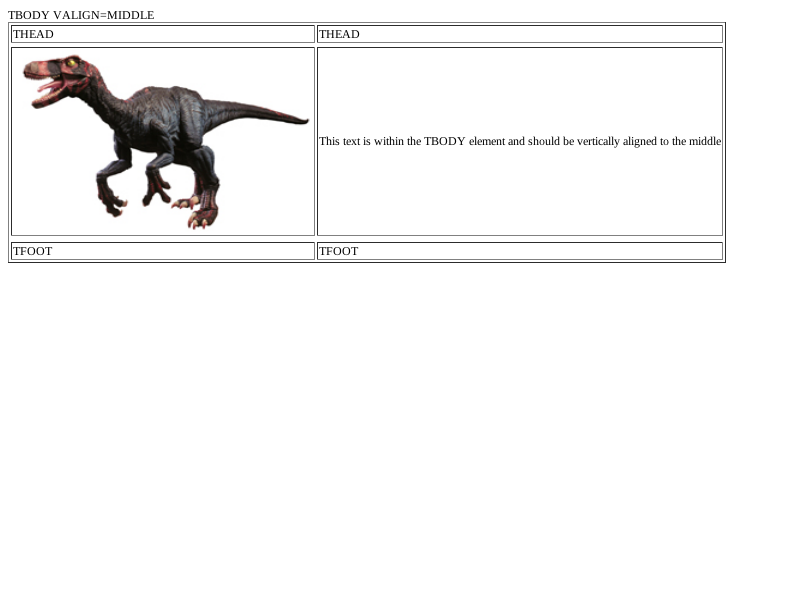 TBODY VALIGN=MIDDLE
THEAD THEAD
This text is within the TBODY element and should be vertically aligned to the middle
TFOOT TFOOT